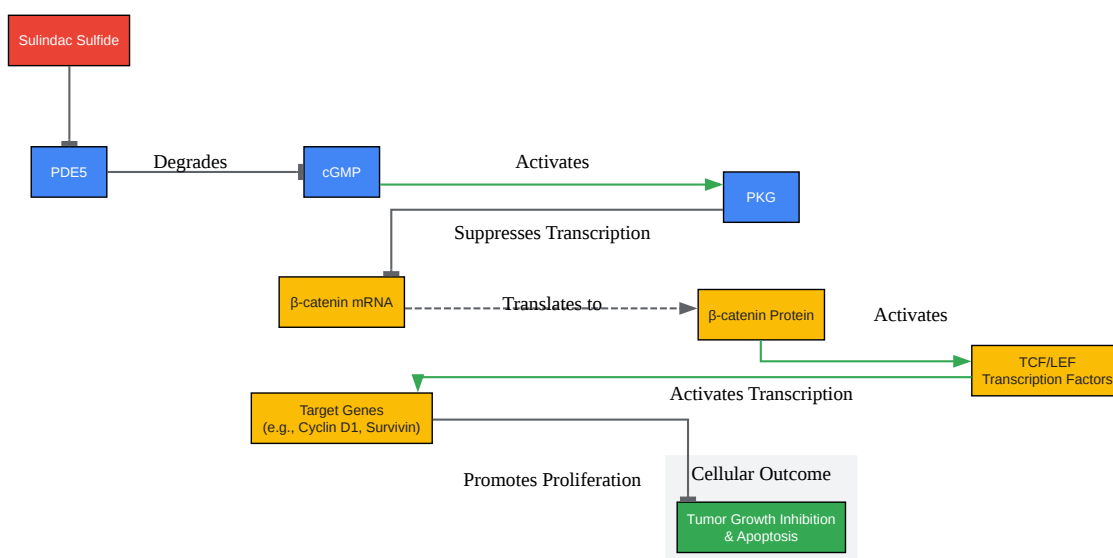 Sulindac Sulfide
PDE5
Degrades
cGMP
Activates
PKG
Suppresses Transcription
β-catenin mRNA
Translates to
β-catenin Protein
Activates
TCF/LEF
Transcription Factors
Activates Transcription
Target Genes
(e.g., Cyclin D1, Survivin)
Promotes Proliferation
Cellular Outcome
Tumor Growth Inhibition
& Apoptosis